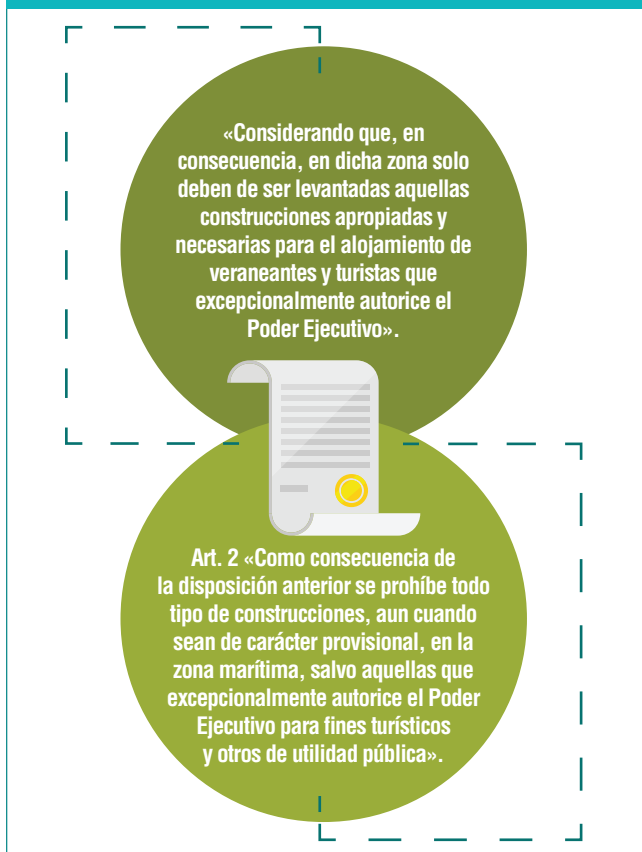 «Considerando que, en
consecuencia, en dicha zona solo
deben de ser levantadas aquellas
construcciones apropiadas y
necesarias para el alojamiento de
veraneantes y turistas que
excepcionalmente autorice el
Poder Ejecutivo».
Art. 2 «Como consecuencia de
la disposición anterior se prohíbe todo
tipo de construcciones, aun cuando
sean de carácter provisional, en la
zona marítima, salvo aquellas que
excepcionalmente autorice el Poder
Ejecutivo para fines turísticos
y otros de utilidad pública».